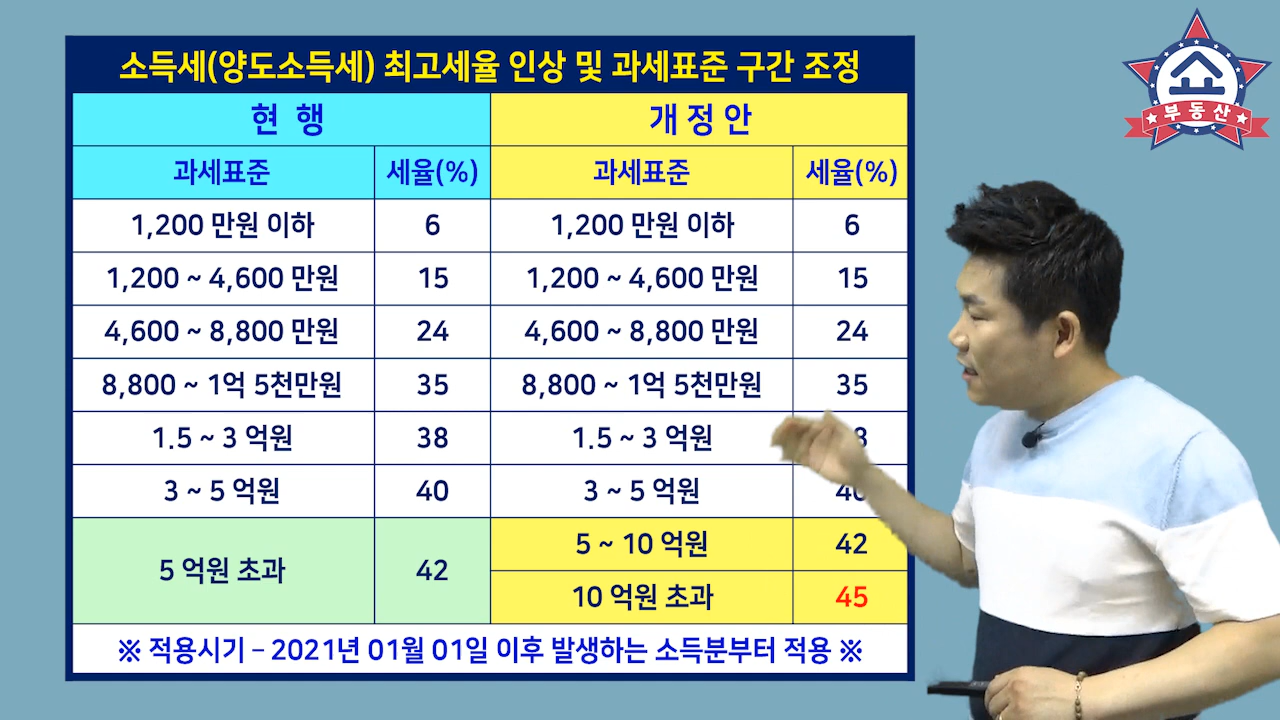 소득세(양도소득세) 최고세율 인상 및 과세표준 구간 조정
현 행 개 정 안
과세표준 세율(%) 과세표준 세율(%)
1,200 만원 이하 6 1,200 만원 이하 6
1,200 ~ 4,600 만원 15 1,200 ~ 4,600 만원 15
4,600 ~ 8,800 만원 24 4,600 ~ 8,800 만원 24
8,800 ~ 1억 5천만원 35 8,800 ~ 1억 5천만원 35
1.5 ~ 3 억원 38 1.5 ~ 3 억원
3 ~ 5 억원 40 3 ~ 5 억원 40
5 억원 초과 42 5 ~ 10 억원 42
10 억원 초과 45
※ 적용시기 – 2021년 01월 01일 이후 발생하는 소득분부터 적용 ※
쇼
부동산